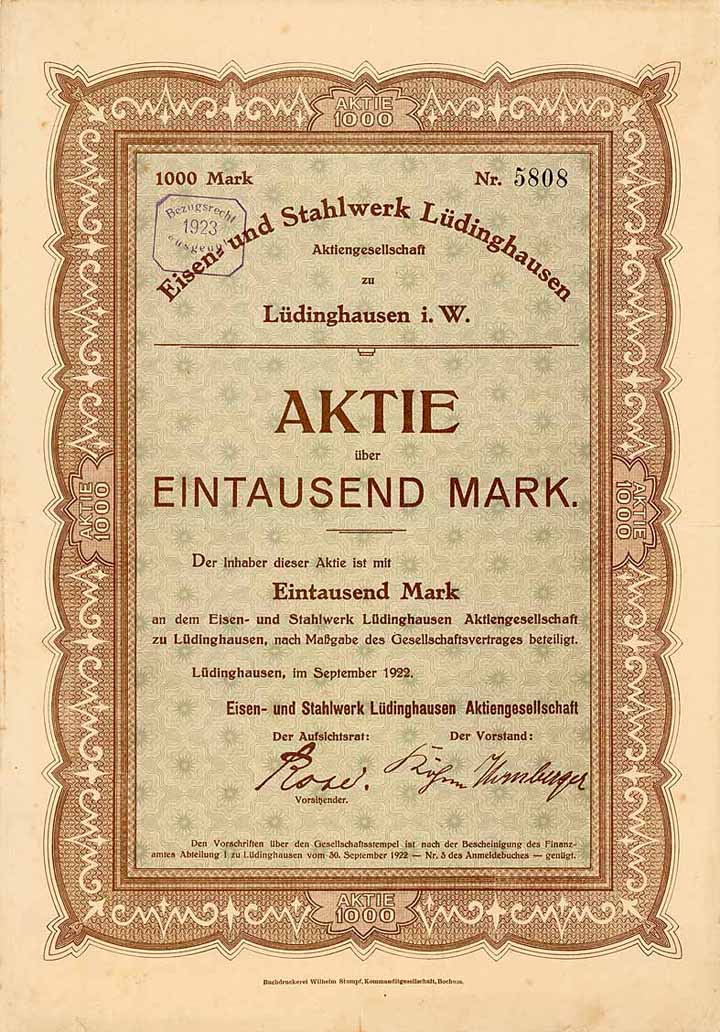 AKTIE
1000
1000 Mark
Nr. 5808
Bezugsrecht
1923
Eisen- und Stahlwerk Lüdinghausen
Aktiengesellschaft
zu
Lüdinghausen i. W.
AKTIE
über
EINTAUSEND MARK.
AKTIE
1000
AKTIE
1000
Der Inhaber dieser Aktie ist mit
Eintausend Mark
an dem Eisen- und Stahlwerk Lüdinghausen Aktiengesellschaft
zu Lüdinghausen, nach Maßgabe des Gesellschaftsvertrages beteiligt.
Lüdinghausen, im September 1922.
Eisen- und Stahlwerk Lüdinghausen Aktiengesellschaft
Der Aufsichtsrat:
Der Vorstand:
Vorsitzender.
Den Vorschriften über den Gesellschaftsstempel ist nach der Bescheinigung des Finanz-
amtes Abteilung I zu Lüdinghausen vom 30. September 1922 — Nr. 5 des Anmeldebuches — genügt.
AKTIE
1000
Buchdruckerei Wilhelm Stumpf, Kommanditgesellschaft, Bochum.